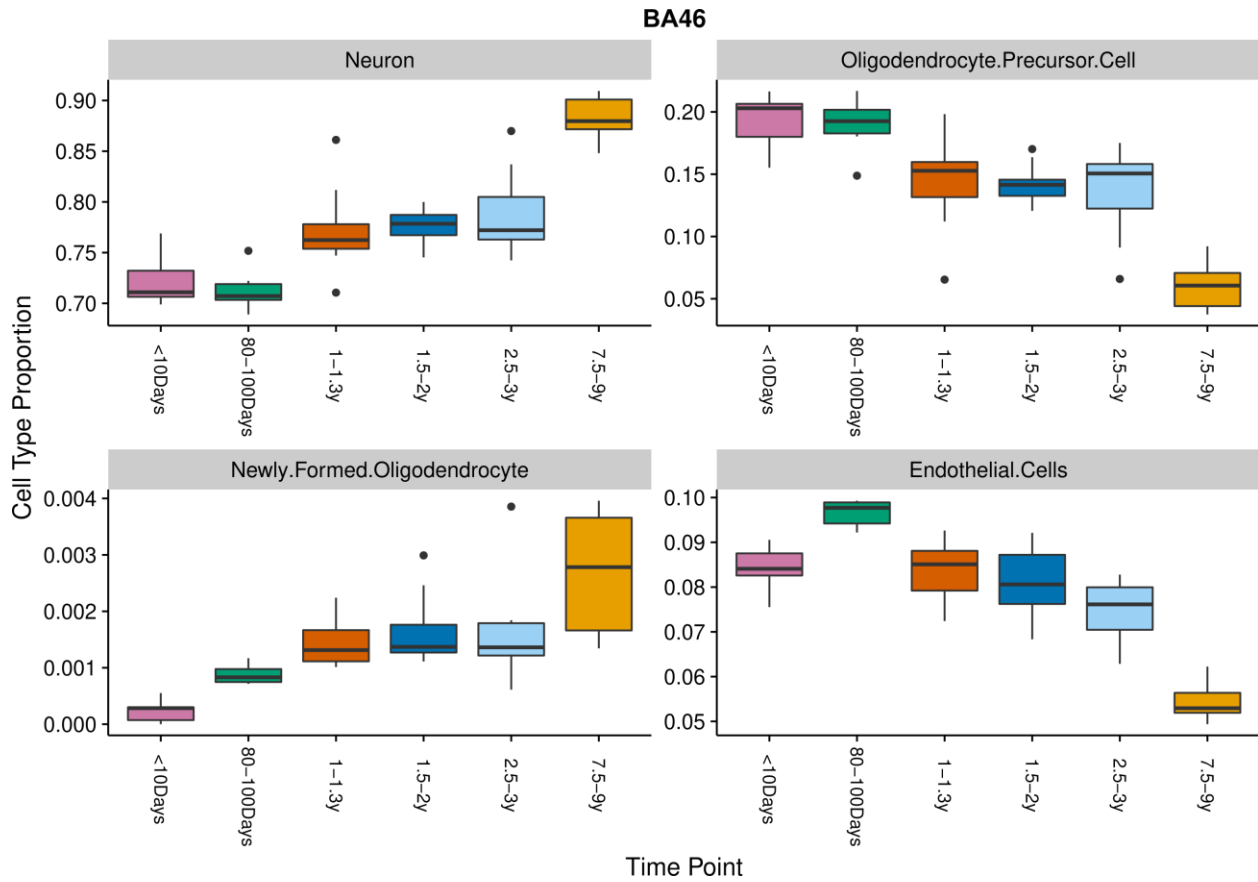 BA46
Neuron
Oligodendrocyte.Precursor.Cell
0.90
0.85
0.80
0.75
0.70
0.20
0.15
0.10
0.05
<10Days
80−100Days
1−1.3y
1.5−2y
2.5−3y
7.5−9y
<10Days
80−100Days
1−1.3y
1.5−2y
2.5−3y
7.5−9y
Cell Type Proportion
Newly.Formed.Oligodendrocyte
Endothelial.Cells
0.004
0.003
0.002
0.001
0.000
0.10
0.09
0.08
0.07
0.06
0.05
<10Days
80−100Days
1−1.3y
1.5−2y
2.5−3y
7.5−9y
<10Days
80−100Days
1−1.3y
1.5−2y
2.5−3y
7.5−9y
Time Point